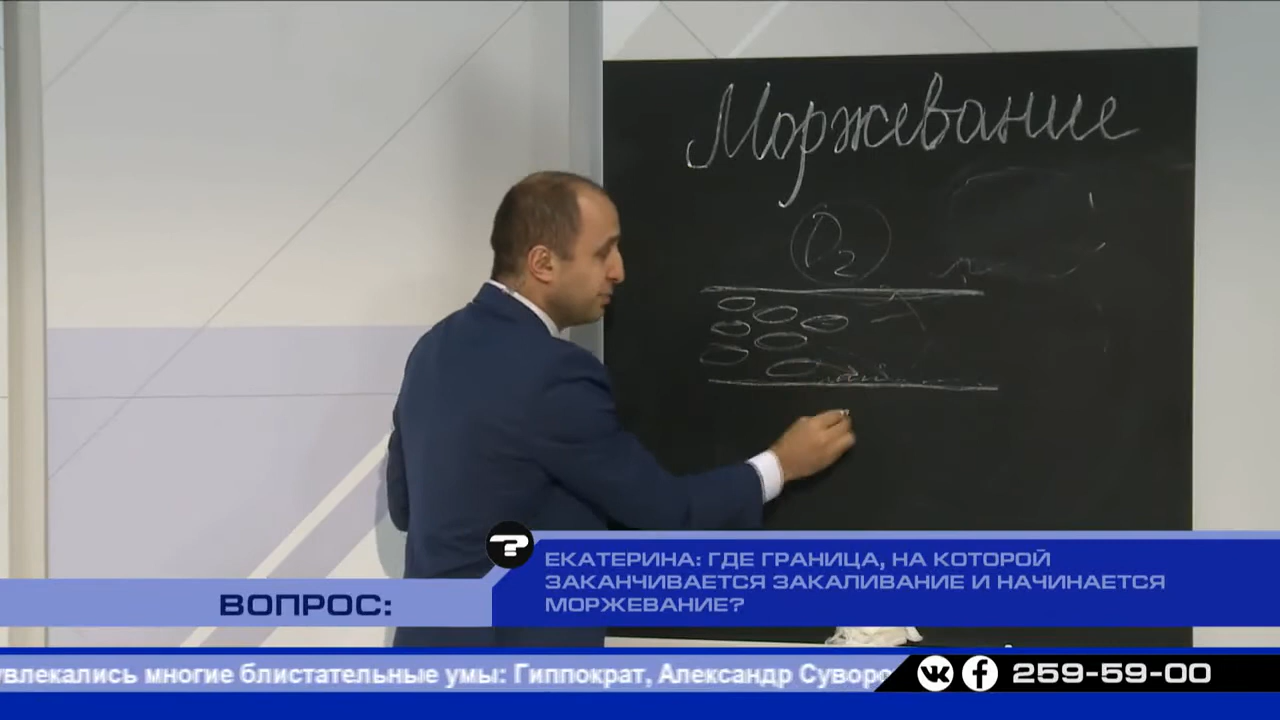 Моржевание
O₂
ЕКАТЕРИНА: ГДЕ ГРАНИЦА, НА КОТОРОЙ
ЗАКАНЧИВАЕТСЯ ЗАКАЛИВАНИЕ И НАЧИНАЕТСЯ
МОРЖЕВАНИЕ?
ВОПРОС:
увлекались многие блистательные умы: Гиппократ, Александр Суворо
259-59-00